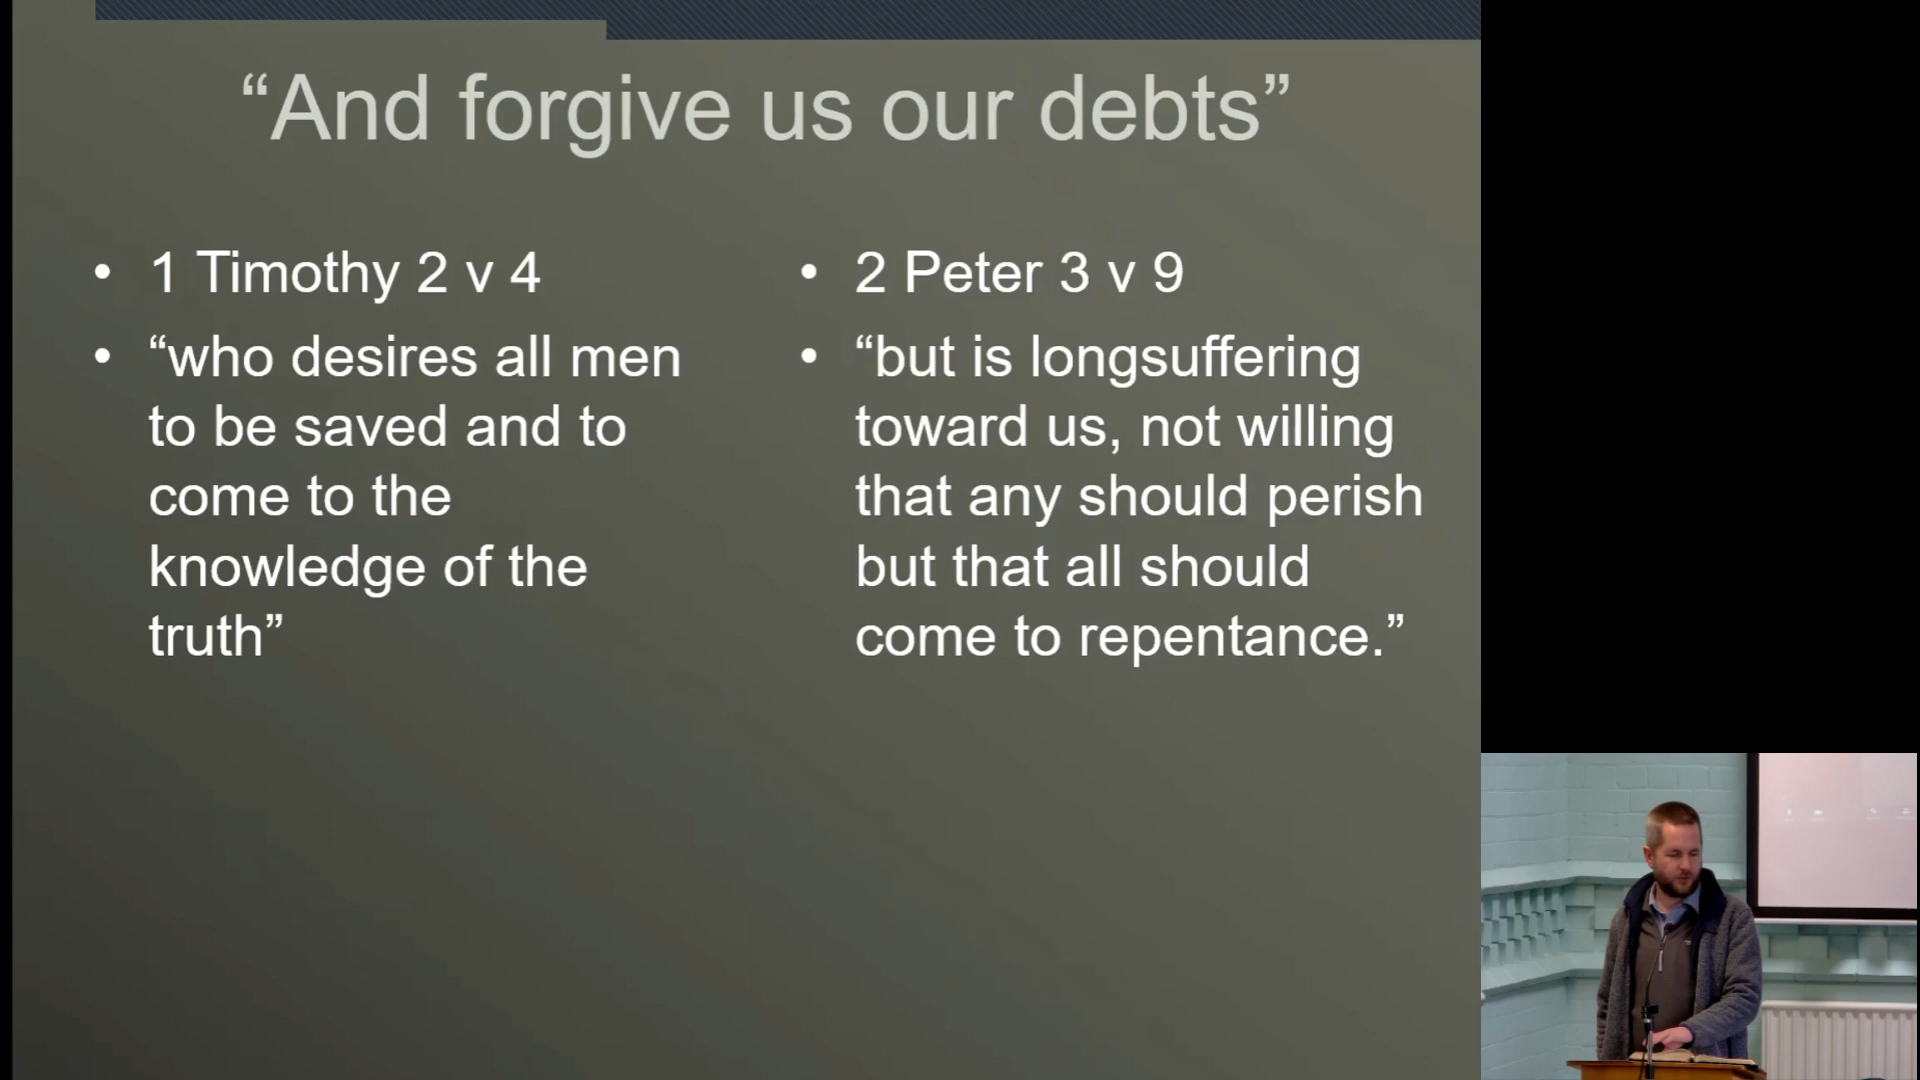 “And forgive us our debts”
• 1 Timothy 2 v 4
• “who desires all men
to be saved and to
come to the
knowledge of the
truth”
• 2 Peter 3 v 9
• “but is longsuffering
toward us, not willing
that any should perish
but that all should
come to repentance.”